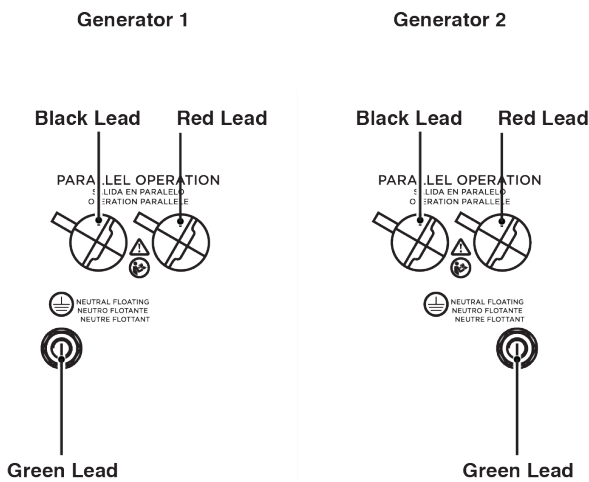 Generator 1
Generator 2
Black Lead
Red Lead
Black Lead
Red Lead
PARALLEL OPERATION
SALIDA EN PARALELO
OPERATION PARALLELE
PARALLEL OPERATION
SALIDA EN PARALELO
OPERATION PARALLELE
NEUTRAL FLOATING
NEUTRO FLOTANTE
NEUTRE FLOTTANT
NEUTRAL FLOATING
NEUTRO FLOTANTE
NEUTRE FLOTTANT
Green Lead
Green Lead